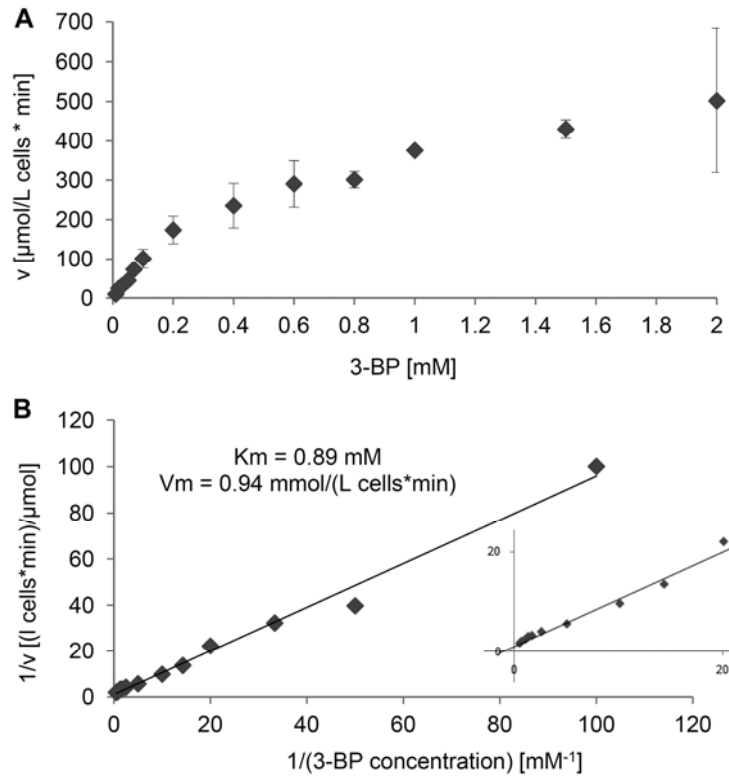 A
700
600
500
400
300
200
100
0
v [µmol/L cells * min]
0 0.2 0.4 0.6 0.8 1 1.2 1.4 1.6 1.8 2
3-BP [mM]
B
120
100
80
60
40
20
0
1/v [(l cells*min)/µmol]
Km = 0.89 mM
Vm = 0.94 mmol/(L cells*min)
20
0
0 20
0 20 40 60 80 100 120
1/(3-BP concentration) [mM⁻¹]